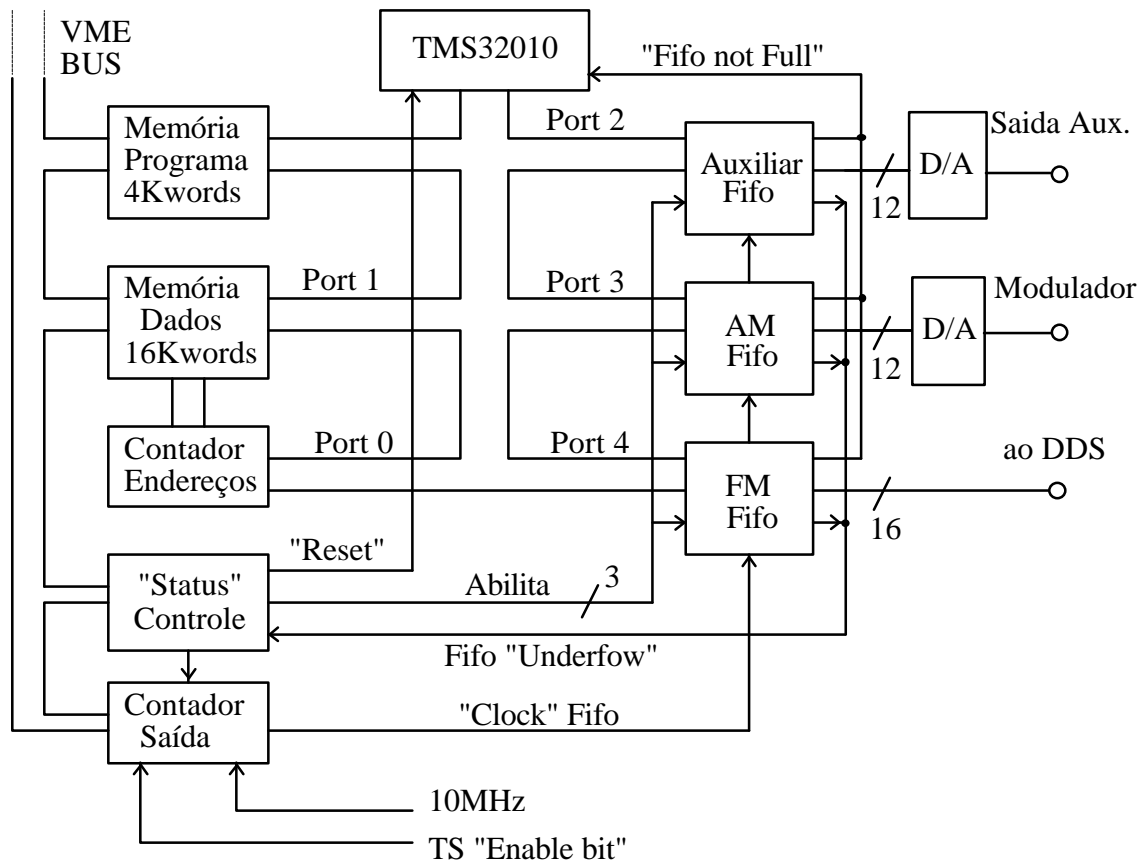 VME
BUS
TMS32010
"Fifo not Full"
Memória
Programa
4Kwords
Port 2
Auxiliar
Fifo
12
D/A
Saida Aux.
Memória
Dados
16Kwords
Port 1
Port 3
AM
Fifo
12
D/A
Modulador
Contador
Endereços
Port 0
Port 4
FM
Fifo
16
ao DDS
"Status"
Controle
"Reset"
Abilita
3
Fifo "Underfow"
Contador
Saída
"Clock" Fifo
10MHz
TS "Enable bit"